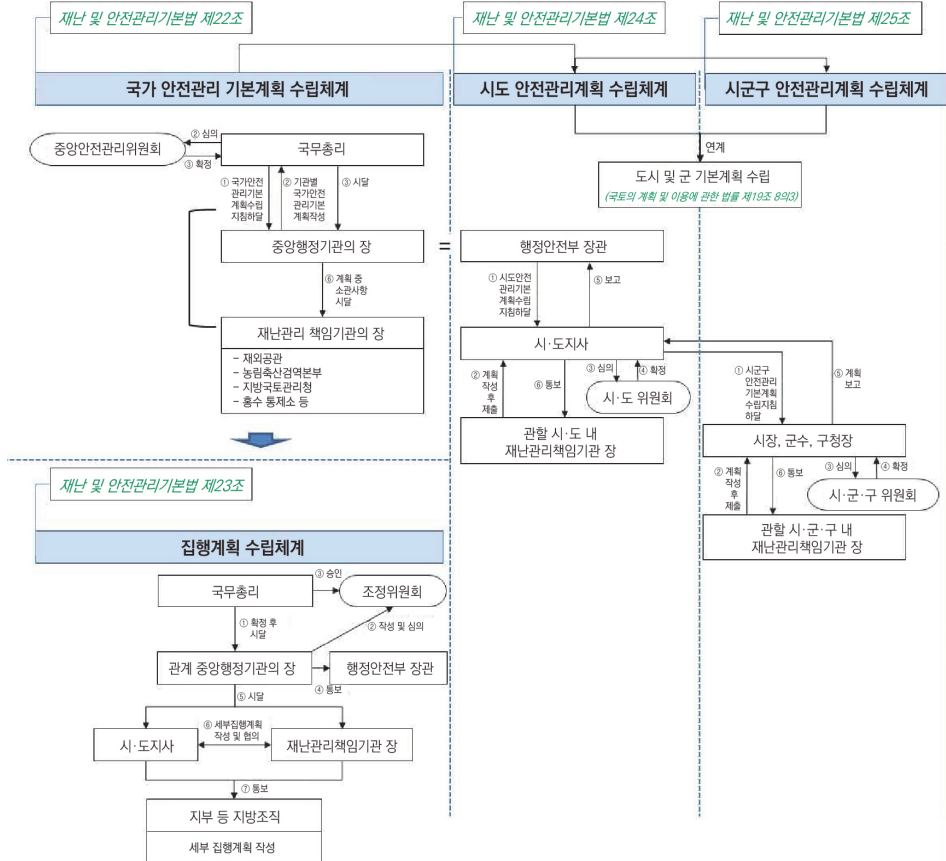 재난 및 안전관리기본법 제22조
국가 안전관리 기본계획 수립체계
② 심의
중앙안전관리위원회
국무총리
③ 확정
① 국가안전
관리기본
계획수립
지침하달
② 기관별
국가안전
관리기본
계획작성
③ 시달
중앙행정기관의 장
=
⑥ 계획 중
소관사항
시달
재난관리 책임기관의 장
– 재외공관
– 농림축산검역본부
– 지방국토관리청
– 홍수 통제소 등
재난 및 안전관리기본법 제23조
집행계획 수립체계
국무총리
③ 승인
조정위원회
① 확정 후
시달
② 작성 및 심의
관계 중앙행정기관의 장
④ 통보
행정안전부 장관
⑤ 시달
시·도지사
⑥ 세부집행계획
작성 및 협의
재난관리책임기관 장
⑦ 통보
지부 등 지방조직
세부 집행계획 작성
재난 및 안전관리기본법 제24조
시도 안전관리계획 수립체계
연계
도시 및 군 기본계획 수립
(국토의 계획 및 이용에 관한 법률 제19조 8의3)
행정안전부 장관
① 시도안전
관리기본
계획수립
지침하달
⑤ 보고
시·도지사
② 계획
작성
후
제출
⑥ 통보
③ 심의
④ 확정
시·도 위원회
관할 시·도 내
재난관리책임기관 장
재난 및 안전관리기본법 제25조
시군구 안전관리계획 수립체계
① 시군구
안전관리
기본계획
수립지침
하달
⑤ 계획
보고
시장, 군수, 구청장
② 계획
작성
후
제출
⑥ 통보
③ 심의
④ 확정
시·군·구 위원회
관할 시·군·구 내
재난관리책임기관 장